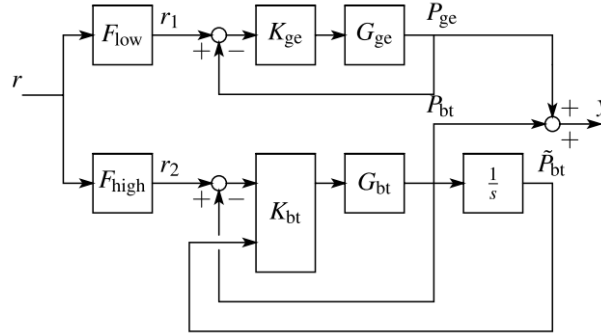 F_low r_1 + − K_ge G_ge P_ge
r
P_bt + + y
F_high r_2 + − K_bt G_bt 1/s P̃_bt